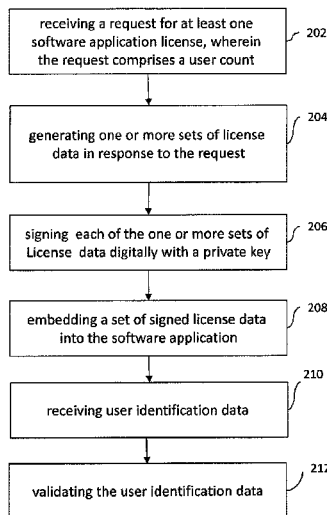 receiving a request for at least one
software application license, wherein
the request comprises a user count
202
generating one or more sets of license
data in response to the request
204
signing each of the one or more sets of
License data digitally with a private key
206
embedding a set of signed license data
into the software application
208
receiving user identification data
210
validating the user identification data
212